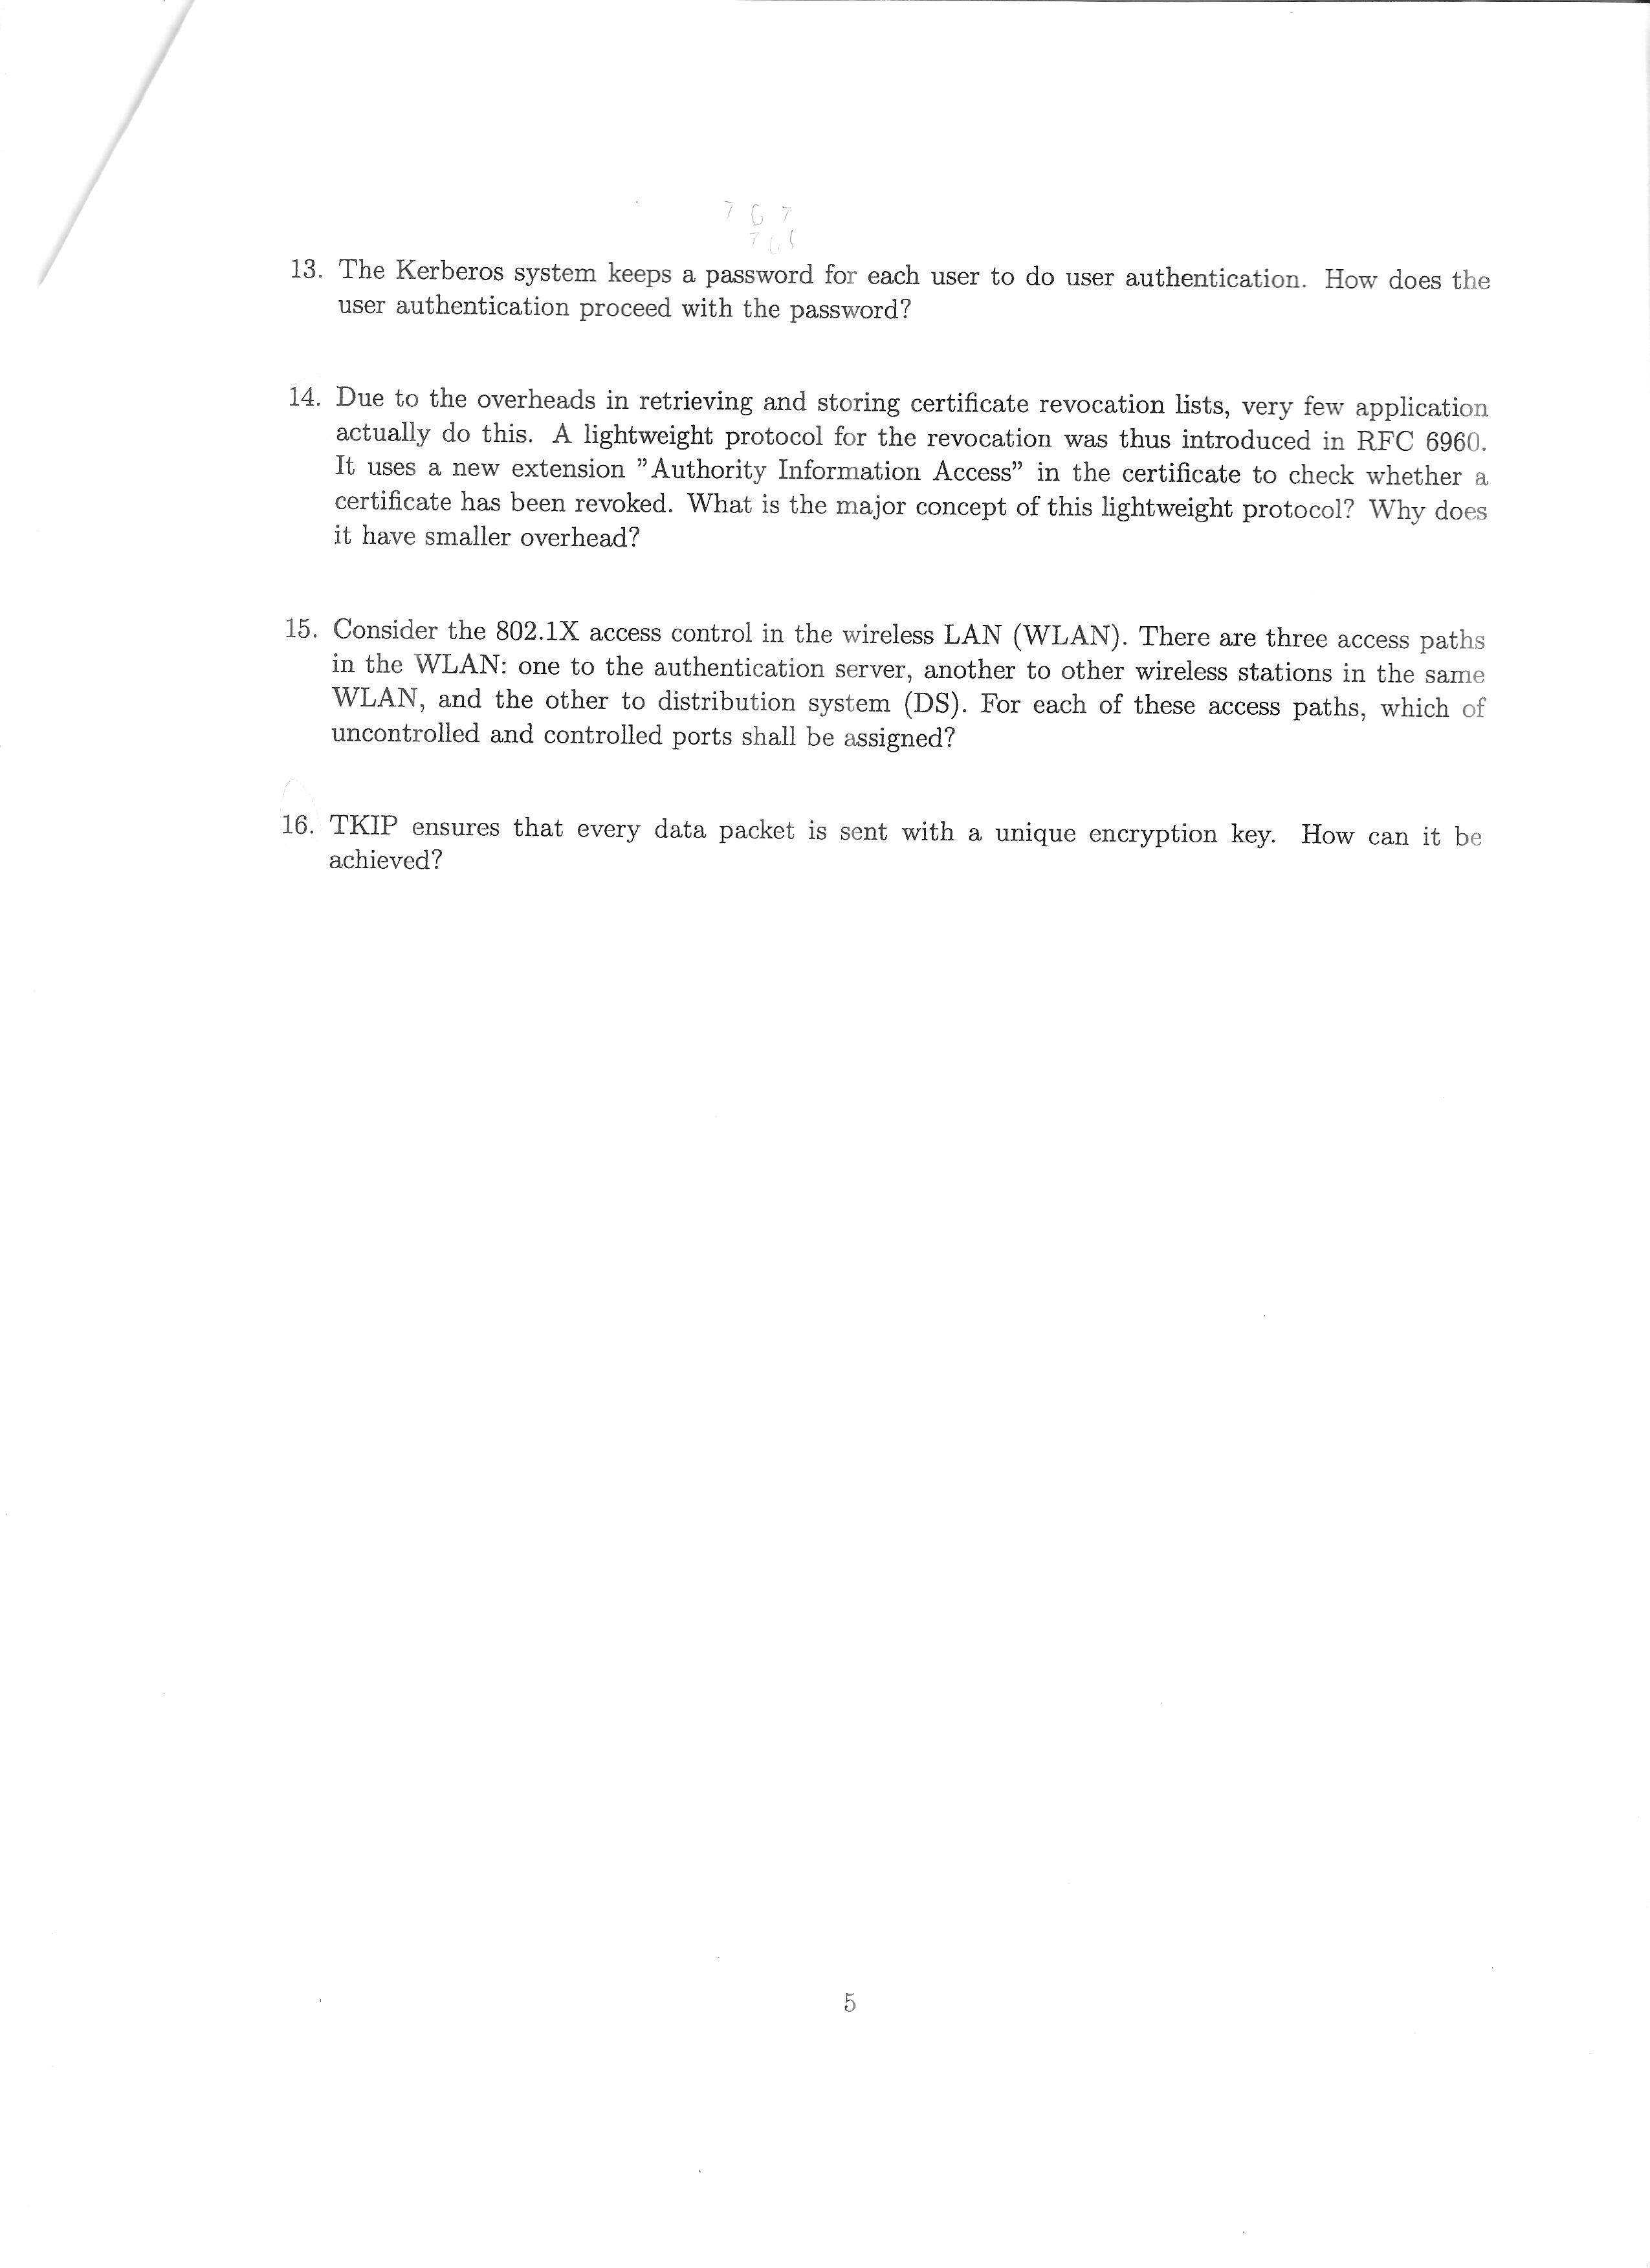 7 6 7
13. The Kerberos system keeps a password for each user to do user authentication. How does the
user authentication proceed with the password?
14. Due to the overheads in retrieving and storing certificate revocation lists, very few application
actually do this. A lightweight protocol for the revocation was thus introduced in RFC 6960.
It uses a new extension ”Authority Information Access” in the certificate to check whether a
certificate has been revoked. What is the major concept of this lightweight protocol? Why does
it have smaller overhead?
15. Consider the 802.1X access control in the wireless LAN (WLAN). There are three access paths
in the WLAN: one to the authentication server, another to other wireless stations in the same
WLAN, and the other to distribution system (DS). For each of these access paths, which of
uncontrolled and controlled ports shall be assigned?
16. TKIP ensures that every data packet is sent with a unique encryption key. How can it be
achieved?
5